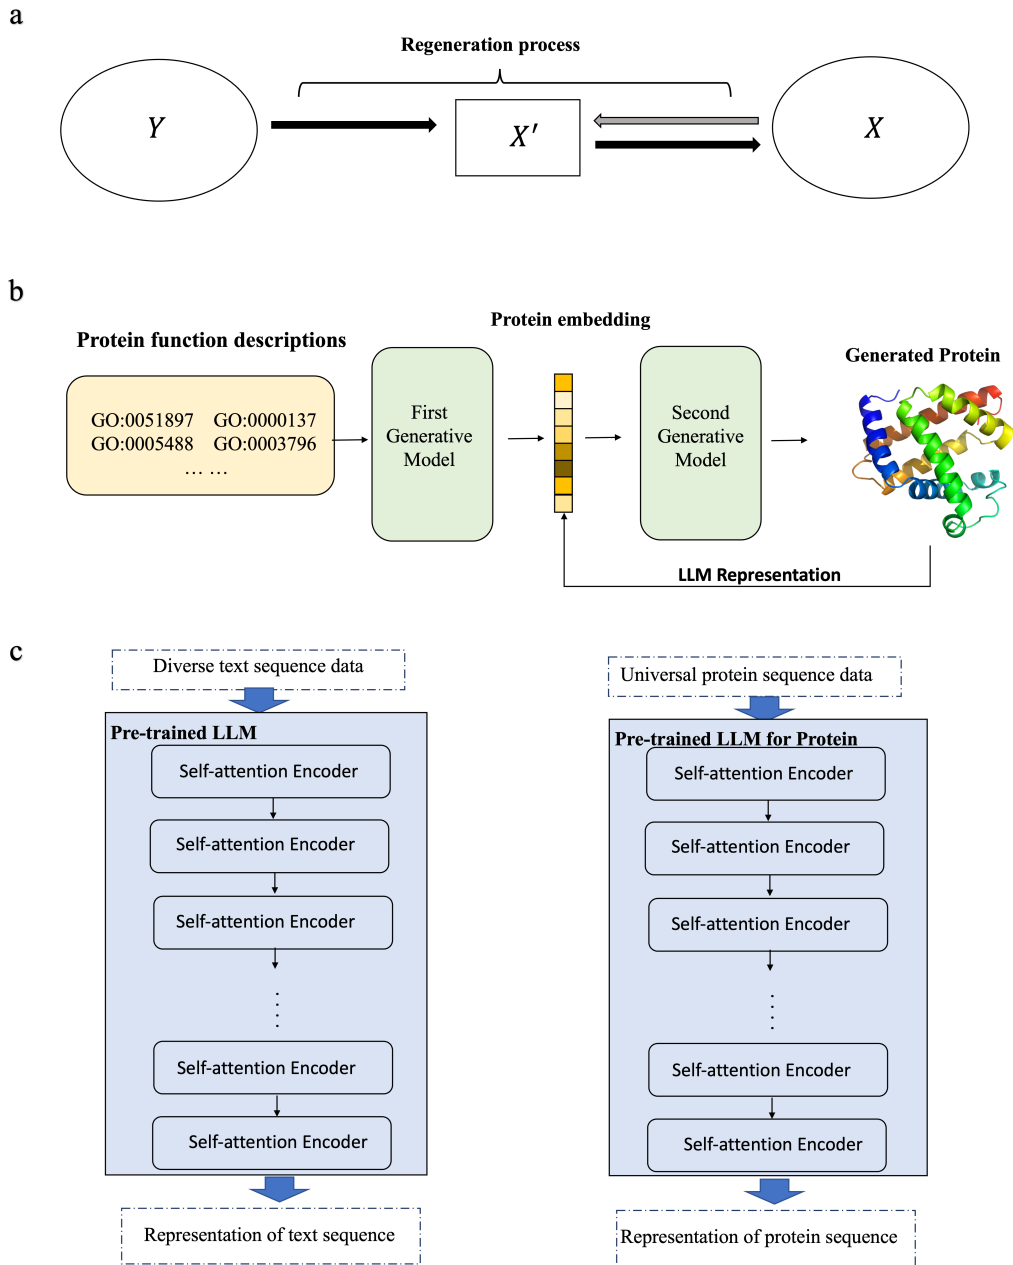 a
Regeneration process
Y
X′
X
b
Protein function descriptions
Protein embedding
Generated Protein
GO:0051897 GO:0000137
GO:0005488 GO:0003796
... ...
First
Generative
Model
Second
Generative
Model
LLM Representation
c
Diverse text sequence data
Pre-trained LLM
Self-attention Encoder
Self-attention Encoder
Self-attention Encoder
Self-attention Encoder
Self-attention Encoder
Representation of text sequence
Universal protein sequence data
Pre-trained LLM for Protein
Self-attention Encoder
Self-attention Encoder
Self-attention Encoder
Self-attention Encoder
Self-attention Encoder
Representation of protein sequence